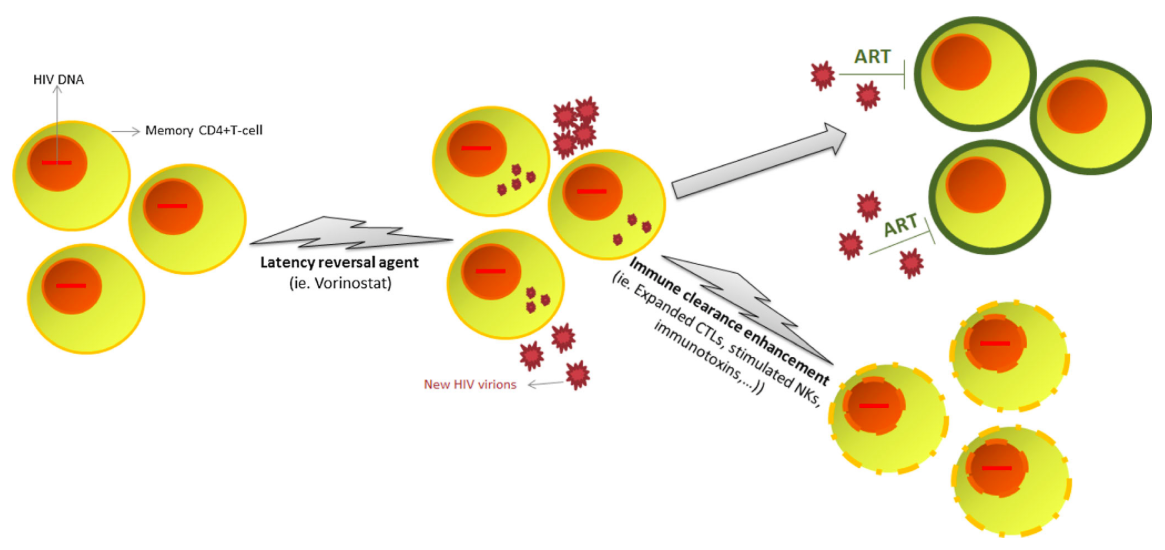 HIV DNA
Memory CD4+T-cell
Latency reversal agent
(ie. Vorinostat)
New HIV virions
ART
ART
Immune clearance enhancement
(ie. Expanded CTLs, stimulated NKs,
immunotoxins,...))